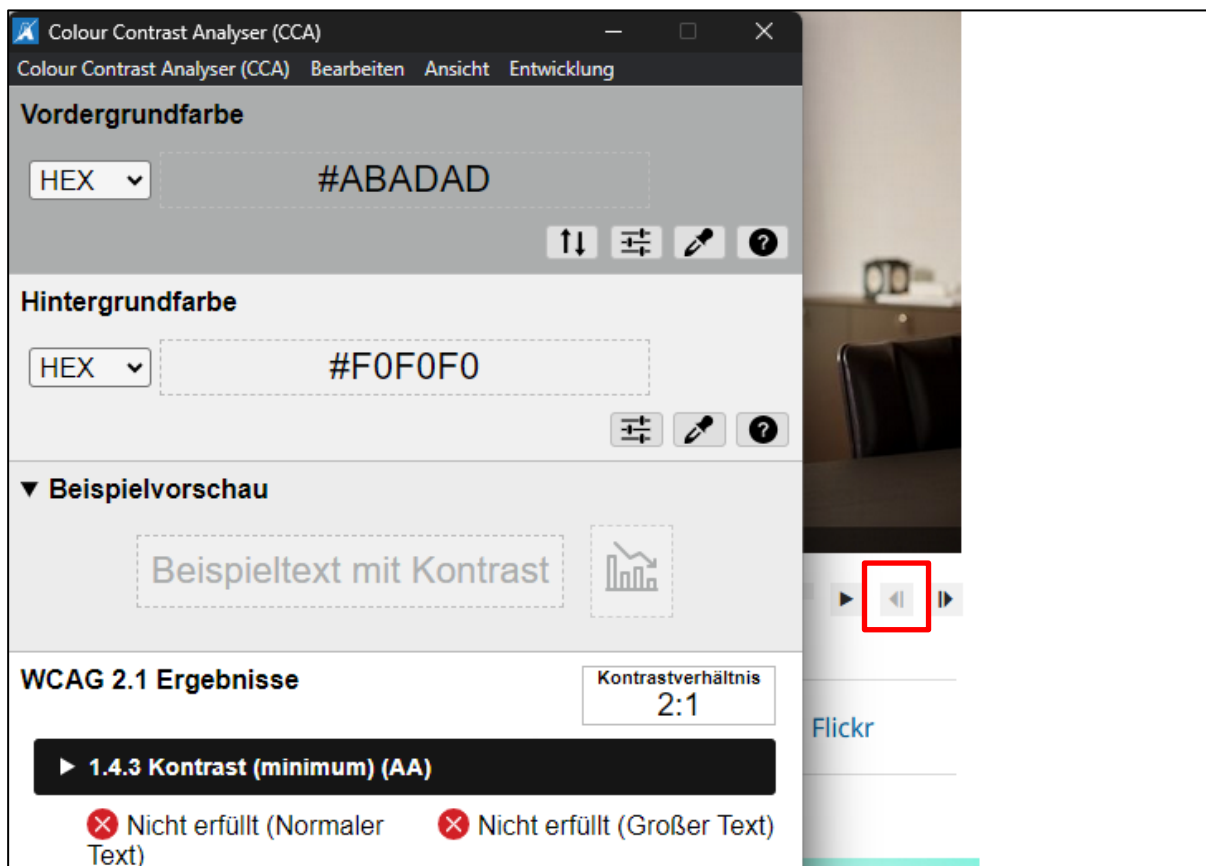 Colour Contrast Analyser (CCA)
Colour Contrast Analyser (CCA) Bearbeiten Ansicht Entwicklung
Vordergrundfarbe
HEX #ABADAD
Hintergrundfarbe
HEX #F0F0F0
Beispielvorschau
Beispieltext mit Kontrast
WCAG 2.1 Ergebnisse
Kontrastverhältnis
2:1
Flickr
1.4.3 Kontrast (minimum) (AA)
Nicht erfüllt (Normaler
Text)
Nicht erfüllt (Großer Text)